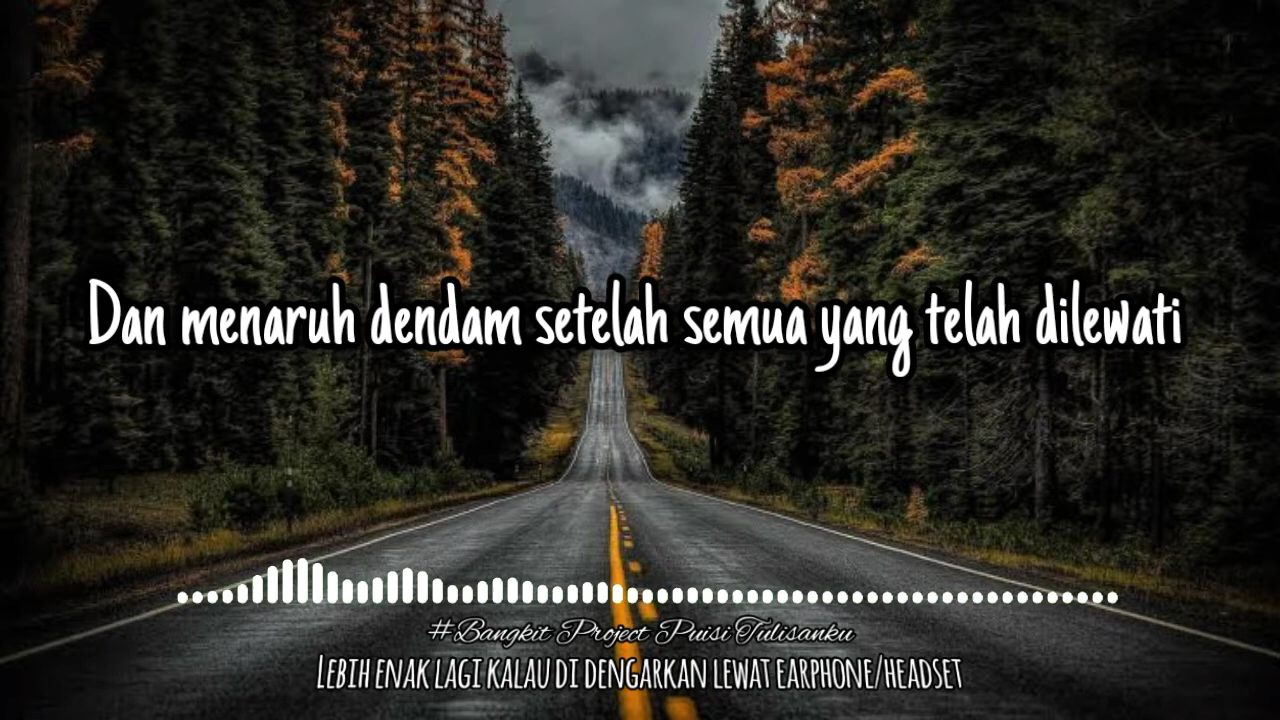 Dan menaruh dendam setelah semua yang telah dilewati
#Bangkit Project Puisi Tulisanku
LEBIH ENAK LAGI KALAU DI DENGARKAN LEWAT EARPHONE/HEADSET